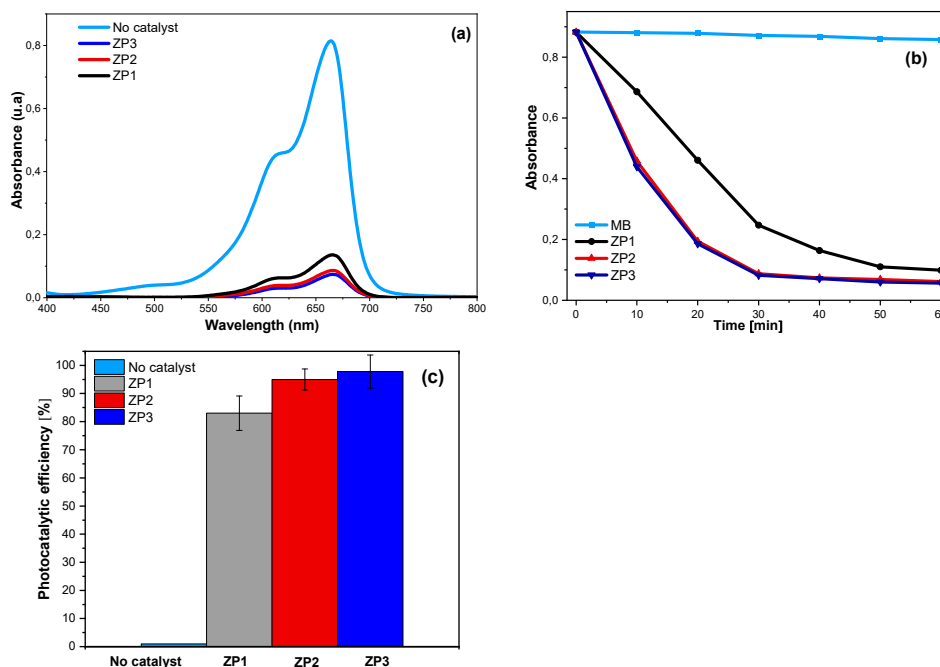 No catalyst
ZP3
ZP2
ZP1
(a)
Absorbance (u.a)
0,8
0,6
0,4
0,2
0,0
400 450 500 550 600 650 700 750 800
Wavelength (nm)
(b)
Absorbance
0,8
0,6
0,4
0,2
0,0
MB
ZP1
ZP2
ZP3
0 10 20 30 40 50
Time [min]
No catalyst
ZP1
ZP2
ZP3
(c)
Photocatalytic efficiency [%]
100
90
80
70
60
50
40
30
20
10
0
No catalyst ZP1 ZP2 ZP3